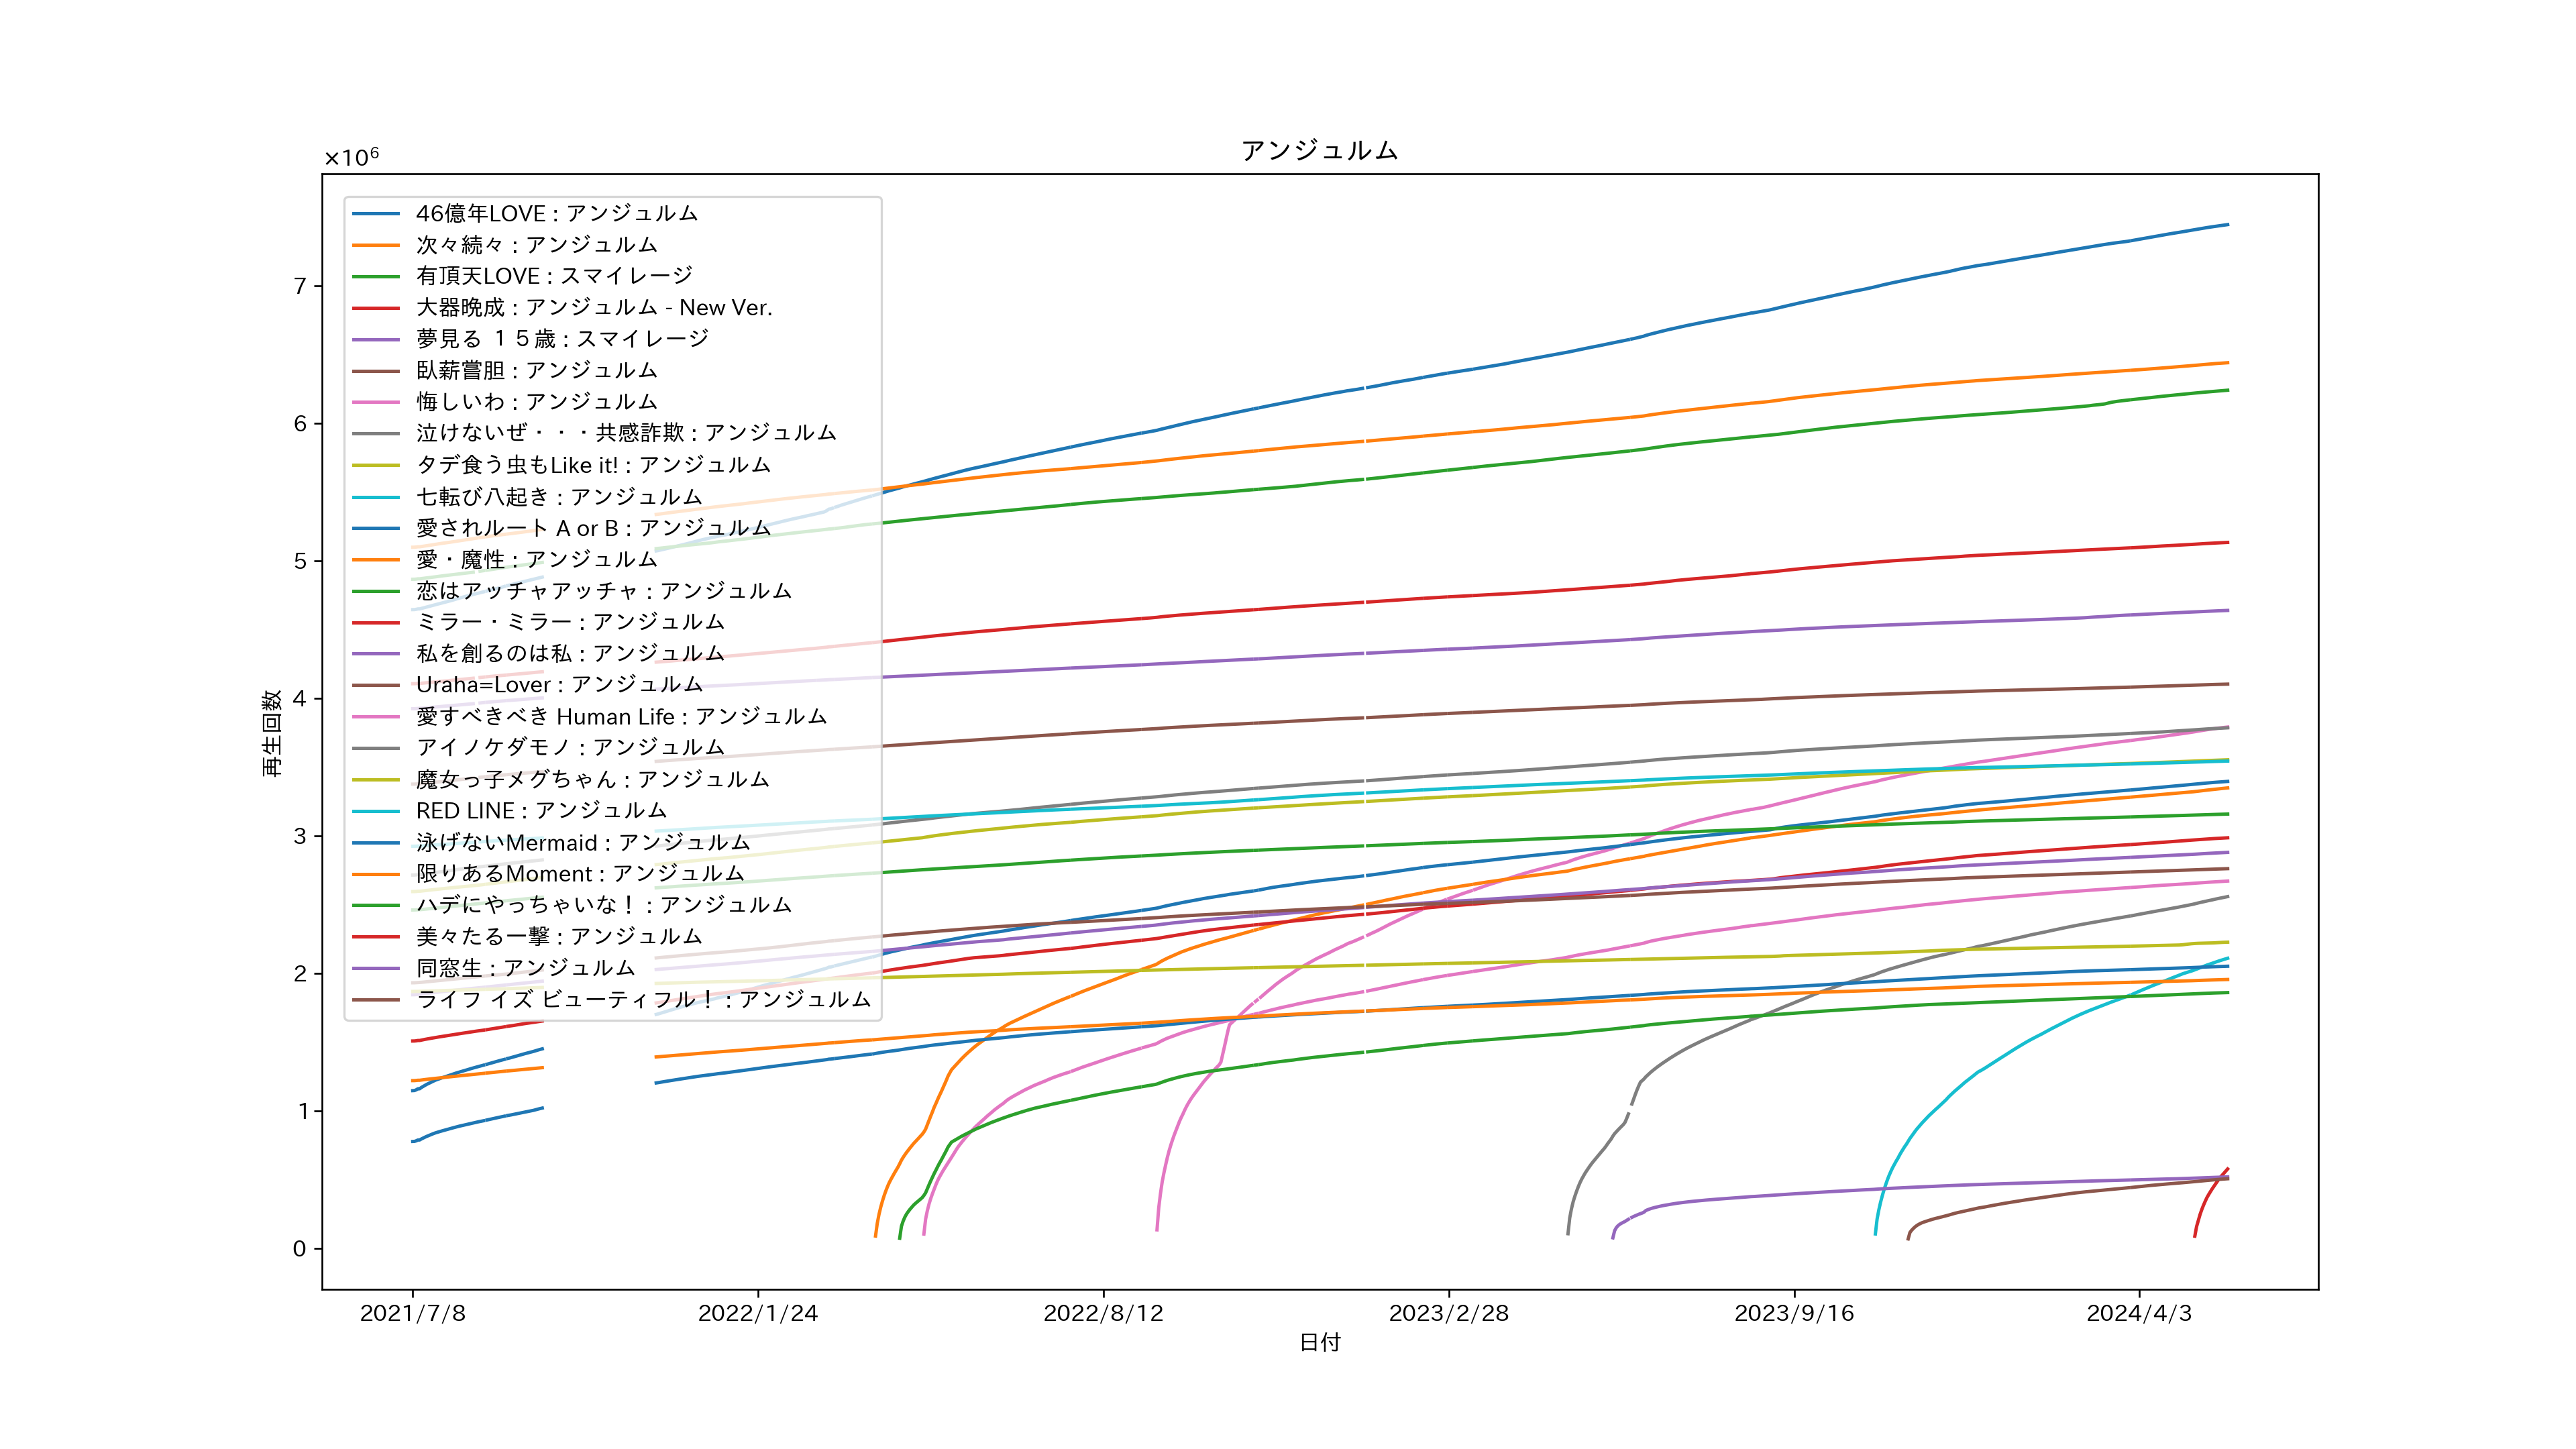 アンジュルム
×10⁶
46億年LOVE : アンジュルム
次々続々 : アンジュルム
有頂天LOVE : スマイレージ
大器晩成 : アンジュルム - New Ver.
夢見る １５歳 : スマイレージ
臥薪嘗胆 : アンジュルム
悔しいわ : アンジュルム
泣けないぜ・・・共感詐欺 : アンジュルム
タデ食う虫もLike it! : アンジュルム
七転び八起き : アンジュルム
愛されルート A or B : アンジュルム
愛・魔性 : アンジュルム
恋はアッチャアッチャ : アンジュルム
ミラー・ミラー : アンジュルム
私を創るのは私 : アンジュルム
Uraha=Lover : アンジュルム
愛すべきべき Human Life : アンジュルム
アイノケダモノ : アンジュルム
魔女っ子メグちゃん : アンジュルム
RED LINE : アンジュルム
泳げないMermaid : アンジュルム
限りあるMoment : アンジュルム
ハデにやっちゃいな！ : アンジュルム
美々たる一撃 : アンジュルム
同窓生 : アンジュルム
ライフ イズ ビューティフル！ : アンジュルム
7
6
5
4
3
2
1
0
再生回数
2021/7/8
2022/1/24
2022/8/12
2023/2/28
2023/9/16
2024/4/3
日付